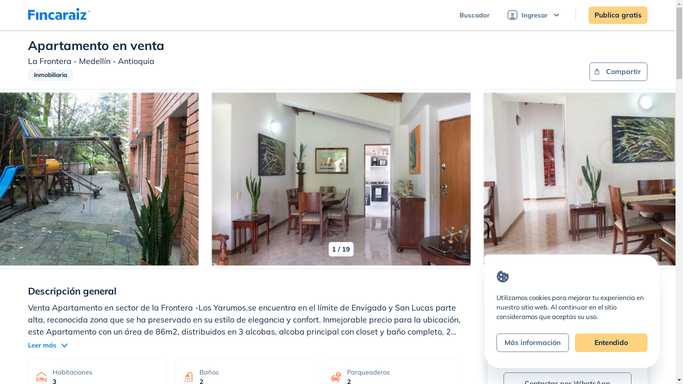 Fincaraiz
Buscador
Ingresar
Publica gratis
Apartamento en venta
La Frontera - Medellín - Antioquia
Inmobiliaria
Compartir
1 / 19
Descripción general
Venta Apartamento en sector de la Frontera -Los Yarumos.se encuentra en el límite de Envigado y San Lucas parte
alta, reconocida zona que se ha preservado en su estilo de elegancia y confort. Inmejorable precio para la ubicación,
este Apartamento con un área de 86m2, distribuidos en 3 alcobas, alcoba principal con closet y baño completo, 2...
Leer más
Habitaciones
3
Baños
2
Parqueaderos
2
Utilizamos cookies para mejorar tu experiencia en
nuestro sitio web. Al continuar en el sitio
consideramos que aceptas su uso.
Más información
Entendido
Contactar por WhatsApp